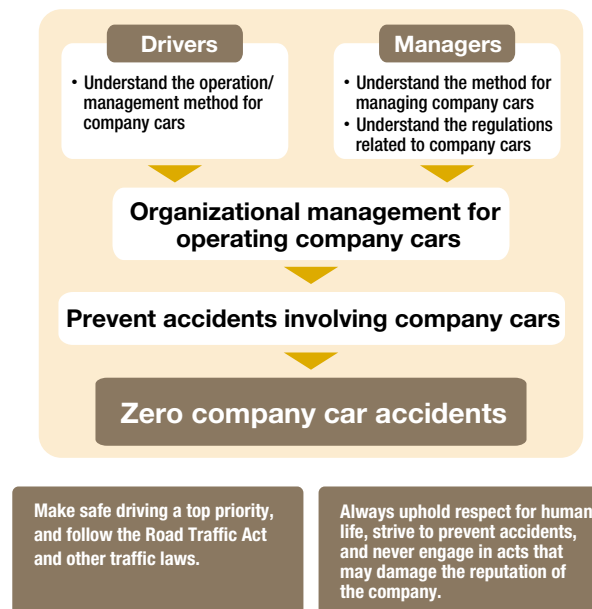 Drivers
• Understand the operation/
management method for
company cars
Managers
• Understand the method for
managing company cars
• Understand the regulations
related to company cars
Organizational management for
operating company cars
Prevent accidents involving company cars
Zero company car accidents
Make safe driving a top priority,
and follow the Road Traffic Act
and other traffic laws.
Always uphold respect for human
life, strive to prevent accidents,
and never engage in acts that
may damage the reputation of
the company.